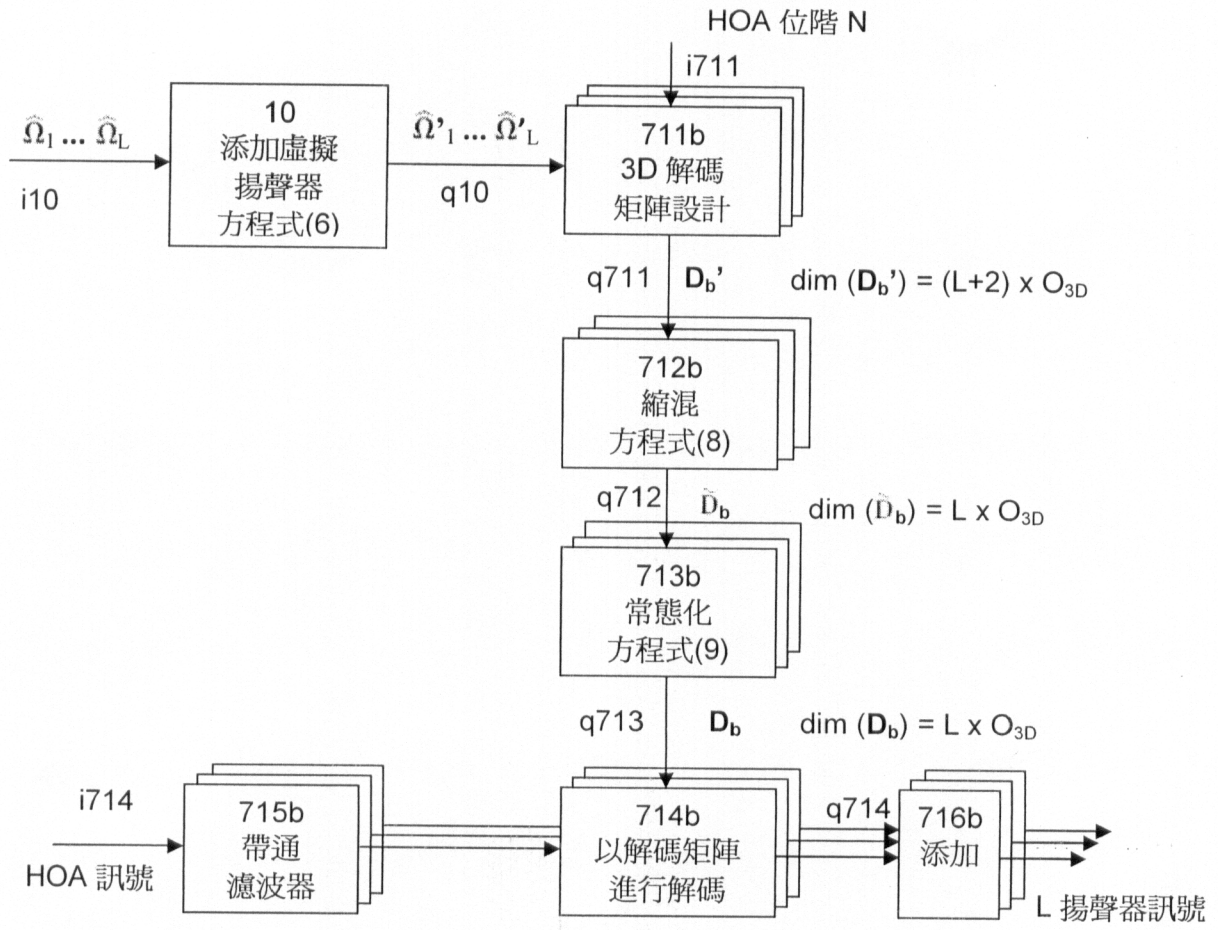 HOA 位階 N
i711
Ω̂₁ ... Ω̂L
i10
10
添加虛擬
揚聲器
方程式(6)
Ω̂'₁ ... Ω̂'L
q10
711b
3D 解碼
矩陣設計
q711
Db'
dim (Db') = (L+2) x O3D
712b
縮混
方程式(8)
q712
D̃b
dim (D̃b) = L x O3D
713b
常態化
方程式(9)
q713
Db
dim (Db) = L x O3D
i714
HOA 訊號
715b
帶通
濾波器
714b
以解碼矩陣
進行解碼
q714
716b
添加
L 揚聲器訊號